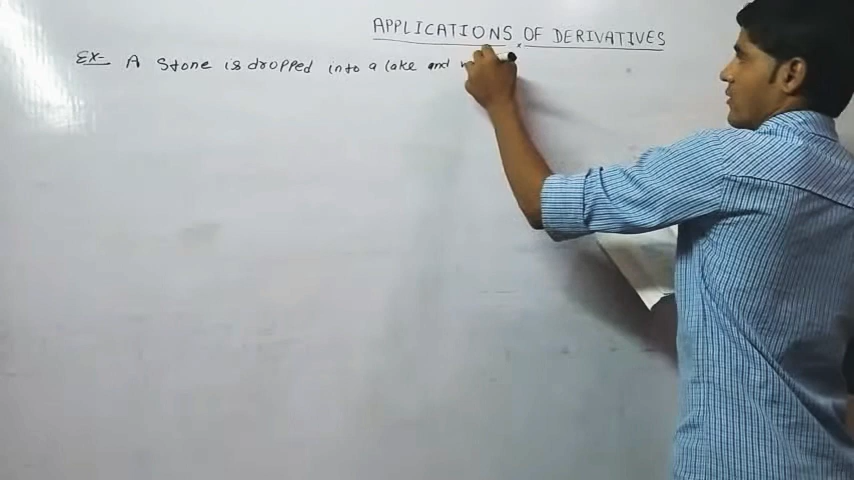 APPLICATIONS OF DERIVATIVES
Ex- A Stone is dropped into a lake and